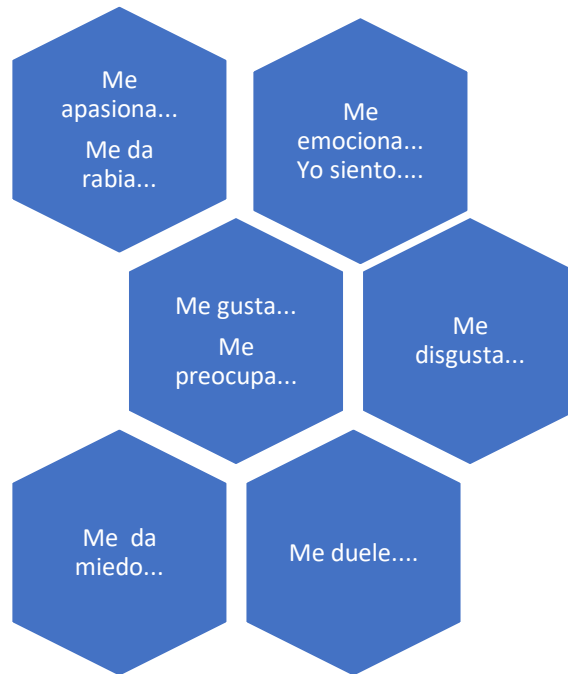 Me
apasiona...
Me da
rabia...
Me
emociona...
Yo siento....
Me gusta...
Me
preocupa...
Me
disgusta...
Me  da
miedo...
Me duele....